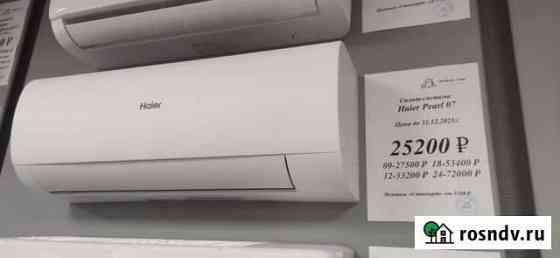 Haier
Сплит-система
Haier Pearl 07
Цена до 31.12.2025г.
25200 ₽
09-27500 ₽ 18-53400 ₽
12-33200 ₽ 24-72000 ₽
rosndv.ru